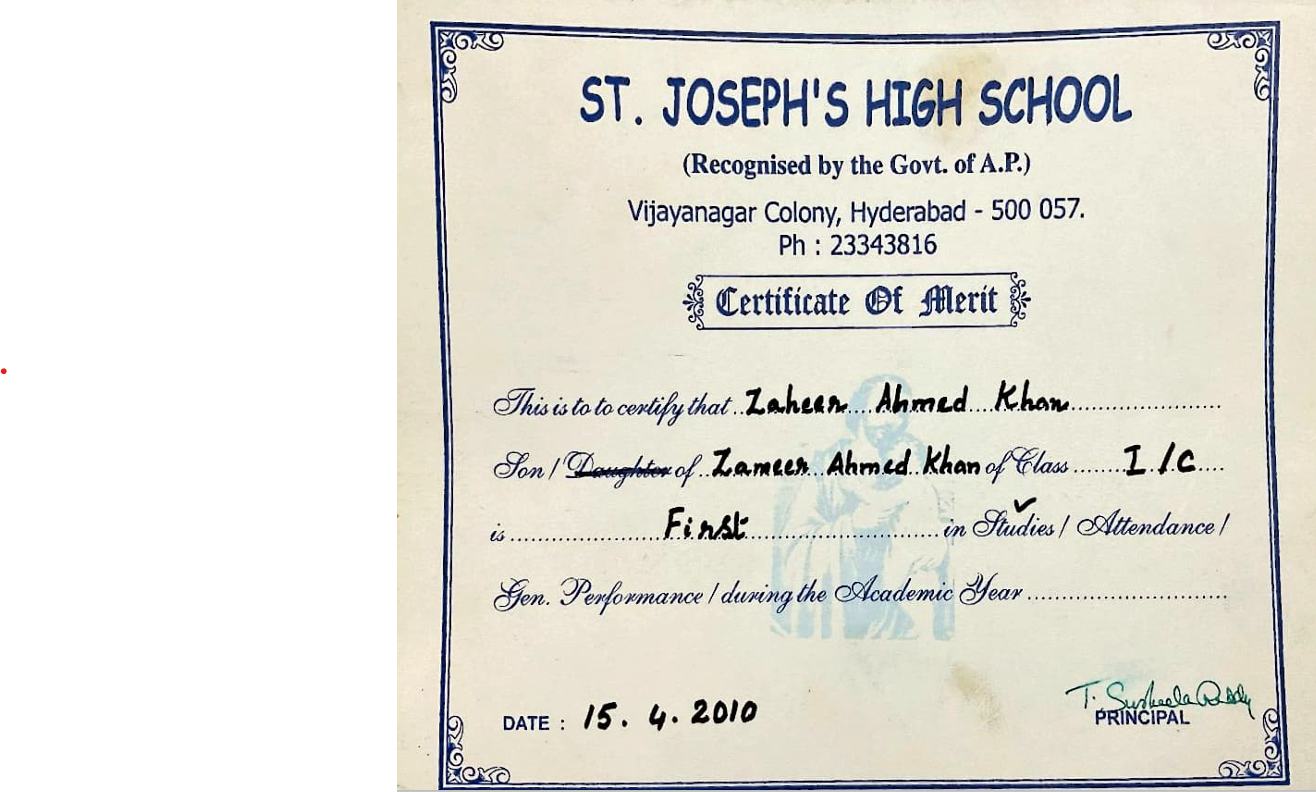 ST. JOSEPH'S HIGH SCHOOL
(Recognised by the Govt. of A.P.)
Vijayanagar Colony, Hyderabad - 500 057.
Ph : 23343816
Certificate Of Merit
This is to to certify that Zaheer Ahmed Khan
Son / Daughter of Zameer Ahmed Khan of Class I/C
is First in Studies / Attendance /
Gen. Performance / during the Academic Year
T. Susheela Reddy
DATE : 15. 4. 2010 PRINCIPAL